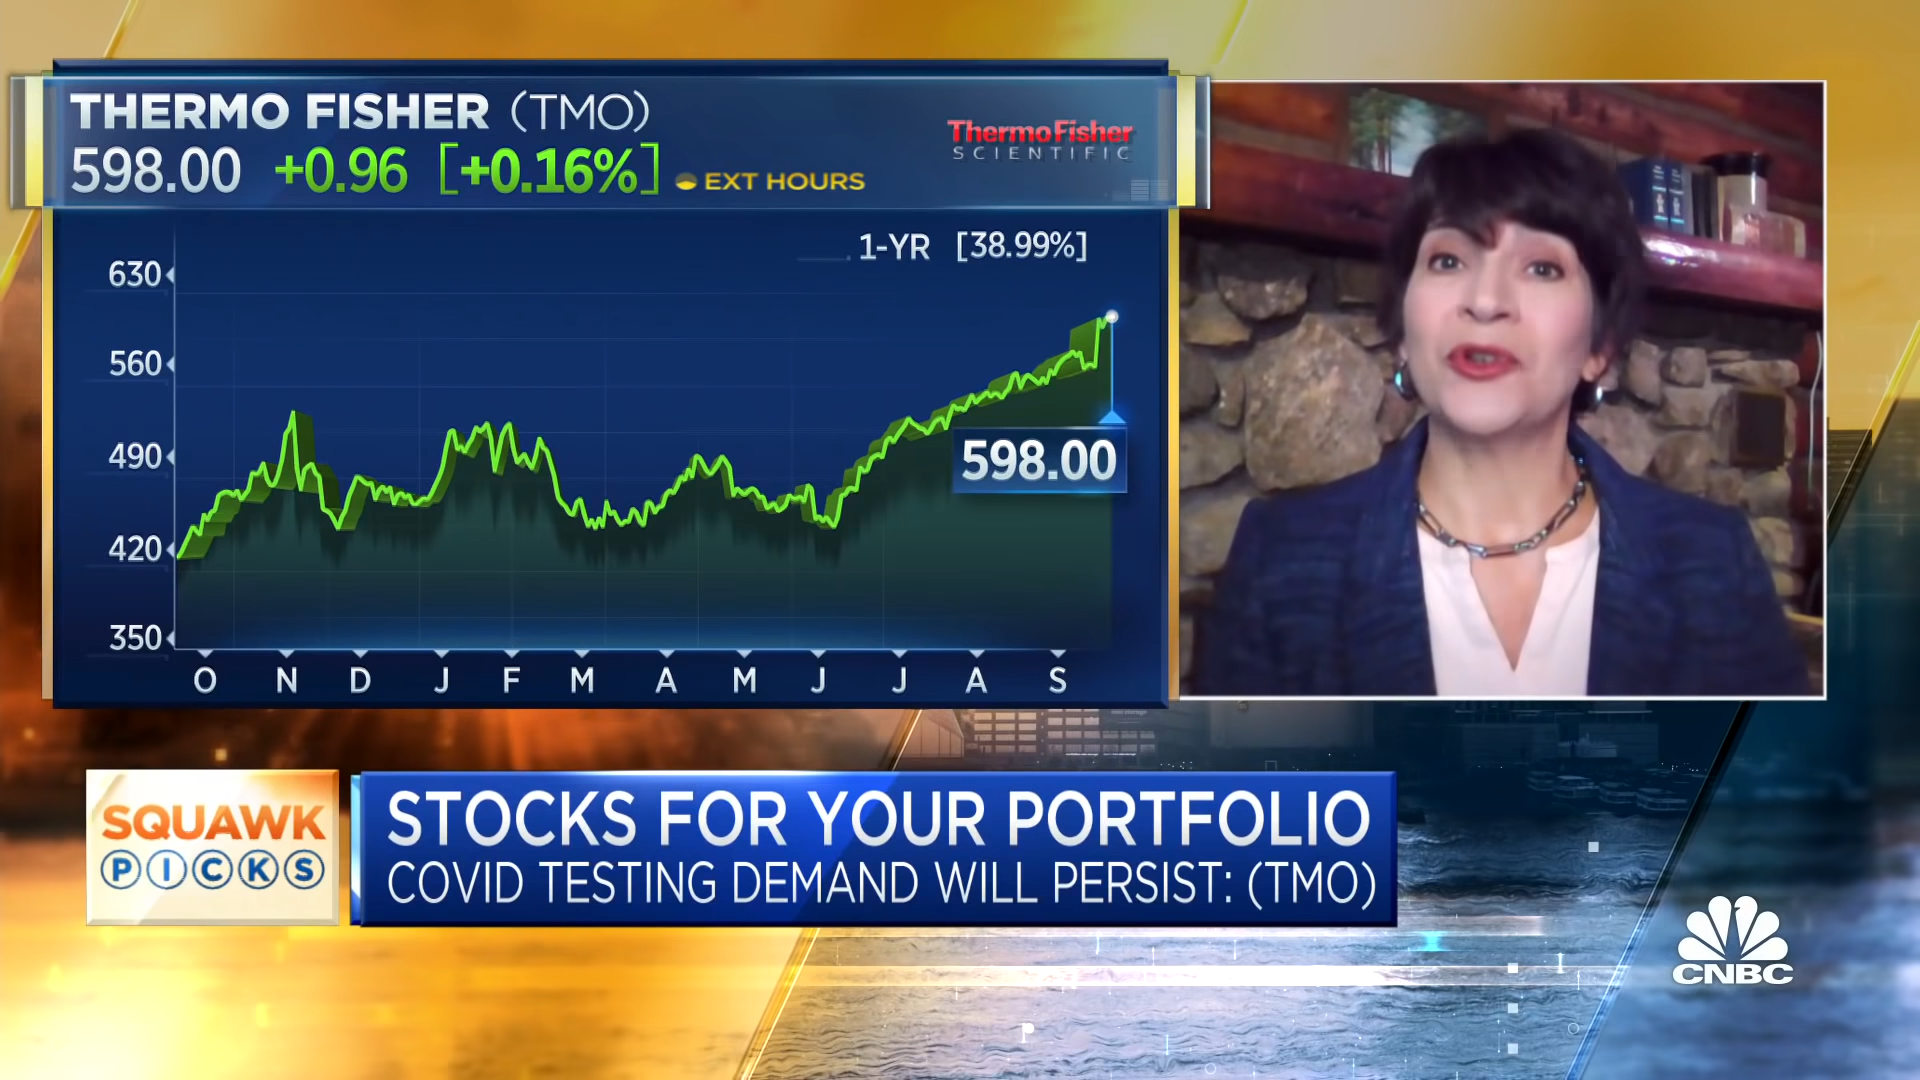 THERMO FISHER (TMO)
598.00 +0.96 [+0.16%] EXT HOURS
ThermoFisher
SCIENTIFIC
1-YR [38.99%]
630
560
490
420
350
598.00
O N D J F M A M J J A S
SQUAWK
PICKS
STOCKS FOR YOUR PORTFOLIO
COVID TESTING DEMAND WILL PERSIST: (TMO)
CNBC